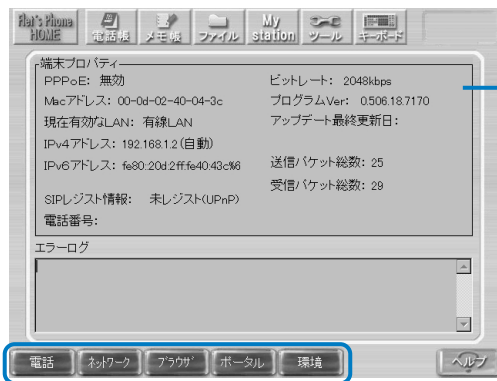 Flet's Phone HOME
電話帳
メモ帳
ファイル
My station
ツール
キーボード
端末プロパティ
PPPoE: 無効
Macアドレス: 00-0d-02-40-04-3c
現在有効なLAN: 有線LAN
IPv4アドレス: 192.168.1.2(自動)
IPv6アドレス: fe80::20d:2ff:fe40:43c%6
SIPレジスト情報: 未レジスト(UPnP)
電話番号:
ビットレート: 2048kbps
プログラムVer: 0.506.18.7170
アップデート最終更新日:
送信パケット総数: 25
受信パケット総数: 29
エラーログ
電話
ネットワーク
ブラウザ
ポータル
環境
ヘルプ